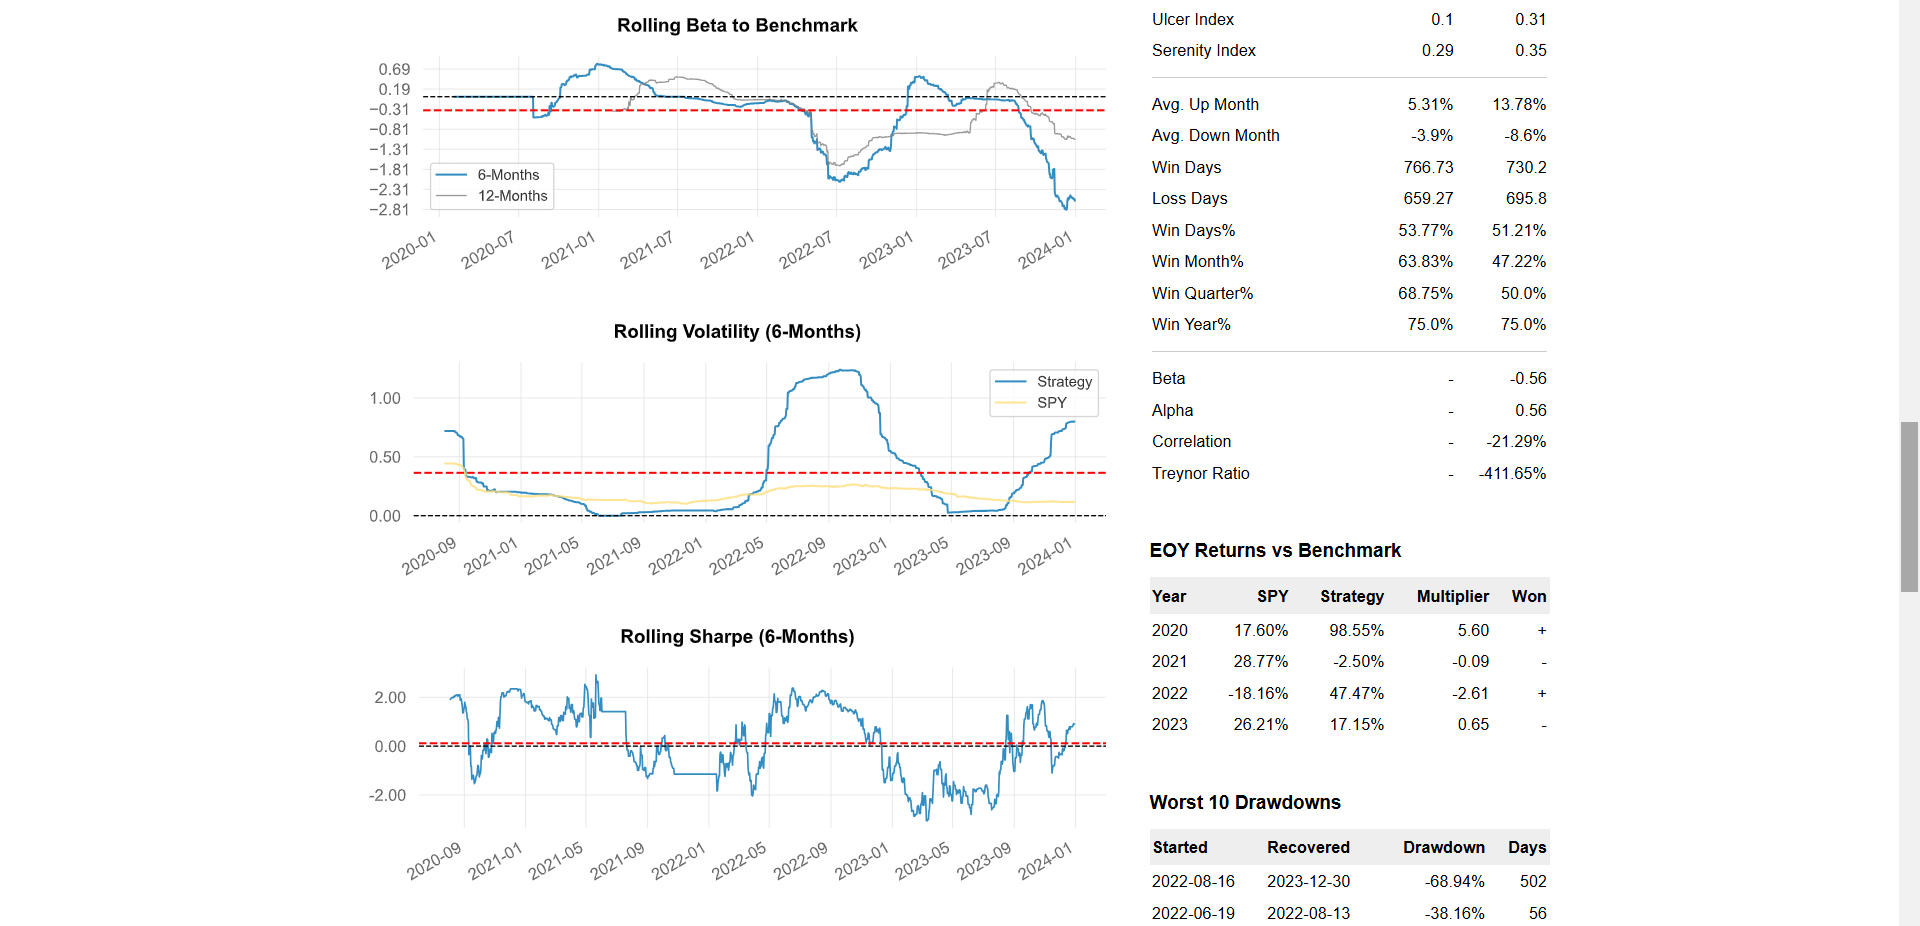 Rolling Beta to Benchmark
0.69
0.19
−0.31
−0.81
−1.31
−1.81
−2.31
−2.81
6-Months
12-Months
2020-01 2020-07 2021-01 2021-07 2022-01 2022-07 2023-01 2023-07 2024-01
Rolling Volatility (6-Months)
1.00
0.50
0.00
Strategy
SPY
2020-09 2021-01 2021-05 2021-09 2022-01 2022-05 2022-09 2023-01 2023-05 2023-09 2024-01
Rolling Sharpe (6-Months)
2.00
0.00
-2.00
2020-09 2021-01 2021-05 2021-09 2022-01 2022-05 2022-09 2023-01 2023-05 2023-09 2024-01
Ulcer Index 0.1 0.31
Serenity Index 0.29 0.35
Avg. Up Month 5.31% 13.78%
Avg. Down Month -3.9% -8.6%
Win Days 766.73 730.2
Loss Days 659.27 695.8
Win Days% 53.77% 51.21%
Win Month% 63.83% 47.22%
Win Quarter% 68.75% 50.0%
Win Year% 75.0% 75.0%
Beta - -0.56
Alpha - 0.56
Correlation - -21.29%
Treynor Ratio - -411.65%
EOY Returns vs Benchmark
Year SPY Strategy Multiplier Won
2020 17.60% 98.55% 5.60 +
2021 28.77% -2.50% -0.09 -
2022 -18.16% 47.47% -2.61 +
2023 26.21% 17.15% 0.65 -
Worst 10 Drawdowns
Started Recovered Drawdown Days
2022-08-16 2023-12-30 -68.94% 502
2022-06-19 2022-08-13 -38.16% 56